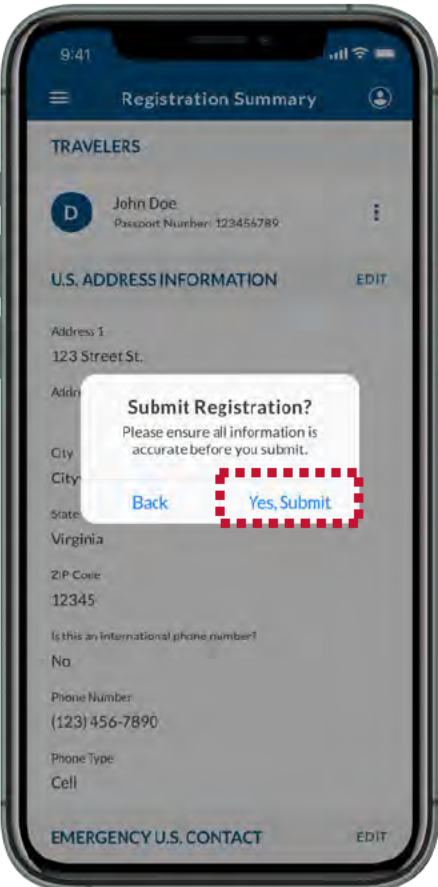 9:41
Registration Summary
TRAVELERS
D
John Doe
Passport Number: 123456789
U.S. ADDRESS INFORMATION EDIT
Address 1
123 Street St.
Submit Registration?
Please ensure all information is
accurate before you submit.
City
Back Yes, Submit
State
Virginia
ZIP Code
12345
Is this an international phone number?
No
Phone Number
(123) 456-7890
Phone Type
Cell
EMERGENCY U.S. CONTACT EDIT